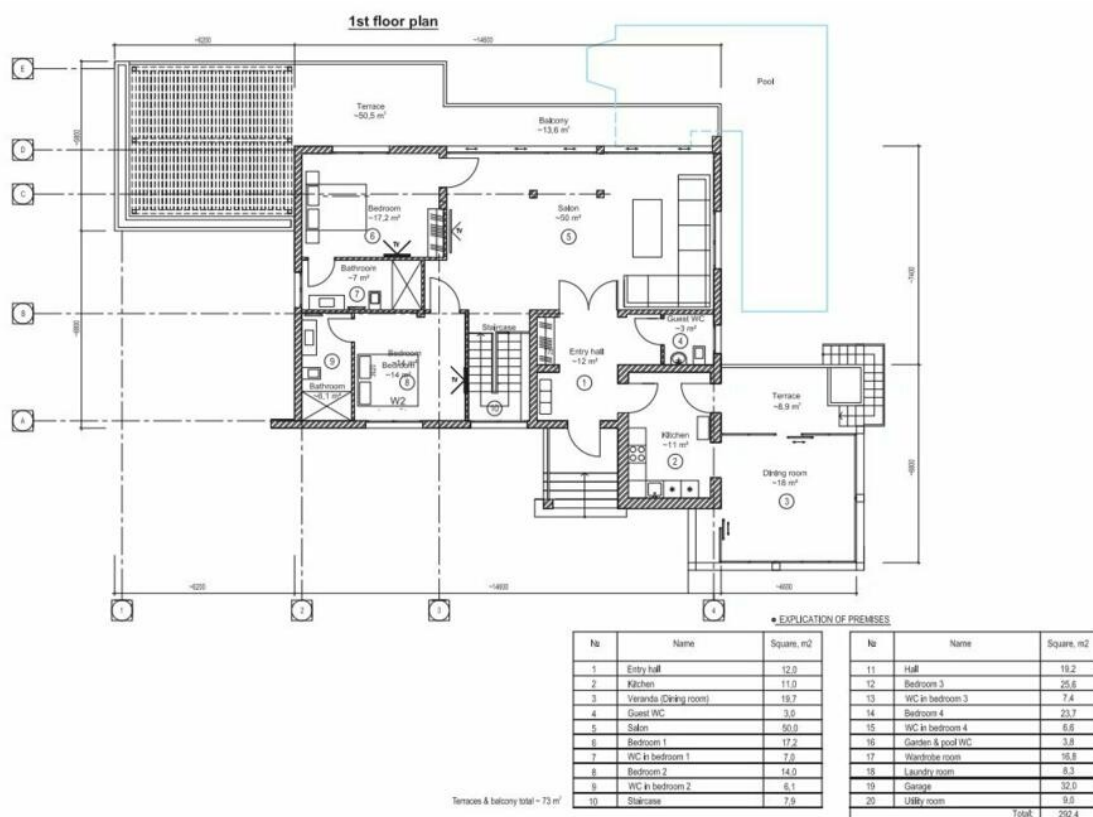 1st floor plan
~6200
~14600
E
D
C
B
A
~5800
~6800
Terrace
~50,5 m²
Balcony
~13,6 m²
Pool
Bedroom
~17,2 m²
6
TV
TV
Salon
~50 m²
5
~7400
Bathroom
~7 m²
7
Staircase
Guest WC
~3 m²
4
Entry hall
~12 m²
1
9
Bedroom
~14 m²
Bedroom
~14 m²
8
TV
Bathroom
~6,1 m²
W2
10
Kitchen
~11 m²
2
Terrace
~6,9 m²
Dining room
~18 m²
3
~6200
~14600
~4600
1
2
3
4
EXPLICATION OF PREMISES
№ Name Square, m2
1 Entry hall 12,0
2 Kitchen 11,0
3 Veranda (Dining room) 19,7
4 Guest WC 3,0
5 Salon 50,0
6 Bedroom 1 17,2
7 WC in bedroom 1 7,0
8 Bedroom 2 14,0
9 WC in bedroom 2 6,1
10 Staircase 7,9
№ Name Square, m2
11 Hall 19,2
12 Bedroom 3 25,6
13 WC in bedroom 3 7,4
14 Bedroom 4 23,7
15 WC in bedroom 4 6,6
16 Garden & pool WC 3,8
17 Wardrobe room 16,8
18 Laundry room 8,3
19 Garage 32,0
20 Utility room 9,0
Total: 292,4
Terraces & balcony total ~ 73 m²